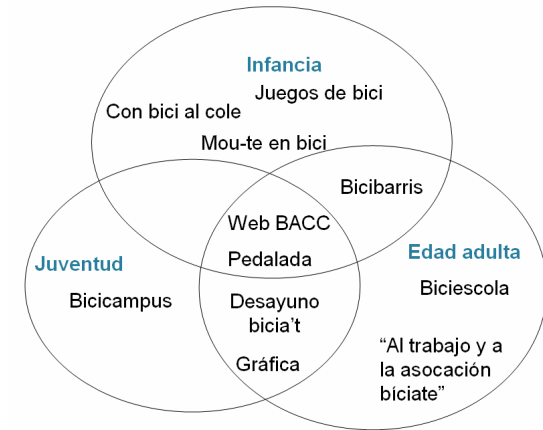 Infancia
Juegos de bici
Con bici al cole
Mou-te en bici
Bicibarris
Web BACC
Pedalada
Juventud
Edad adulta
Bicicampus
Biciescola
Desayuno
bicia't
Gráfica
“Al trabajo y a
la asocación
bíciate”